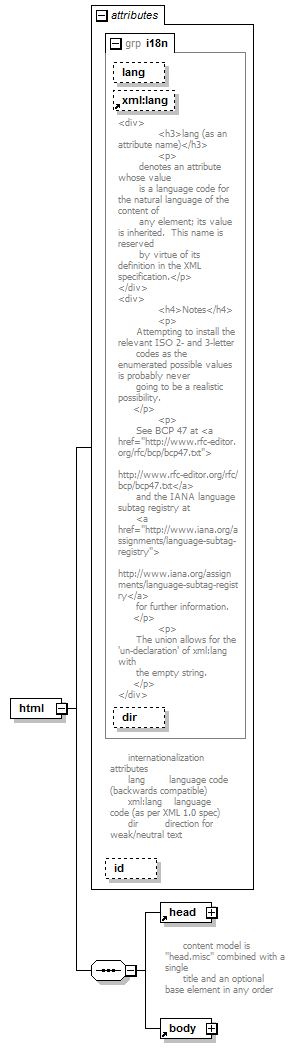 attributes
grp i18n
lang
xml:lang
<div>
<h3>lang (as an
attribute name)</h3>
<p>
denotes an attribute
whose value
is a language code for
the natural language of the
content of
any element; its value
is inherited.  This name is
reserved
by virtue of its
definition in the XML
specification.</p>
</div>
<div>
<h4>Notes</h4>
<p>
Attempting to install the
relevant ISO 2- and 3-letter
codes as the
enumerated possible values
is probably never
going to be a realistic
possibility.
</p>
<p>
See BCP 47 at <a
href="http://www.rfc-editor.
org/rfc/bcp/bcp47.txt">
http://www.rfc-editor.org/rfc/
bcp/bcp47.txt</a>
and the IANA language
subtag registry at
<a
href="http://www.iana.org/a
ssignments/language-subtag-
registry">
http://www.iana.org/assign
ments/language-subtag-regist
ry</a>
for further information.
</p>
<p>
The union allows for the
'un-declaration' of xml:lang
with
the empty string.
</p>
</div>
dir
internationalization
attributes
lang language code
(backwards compatible)
xml:lang language
code (as per XML 1.0 spec)
dir direction for
weak/neutral text
id
html
head
content model is
"head.misc" combined with a
single
title and an optional
base element in any order
body